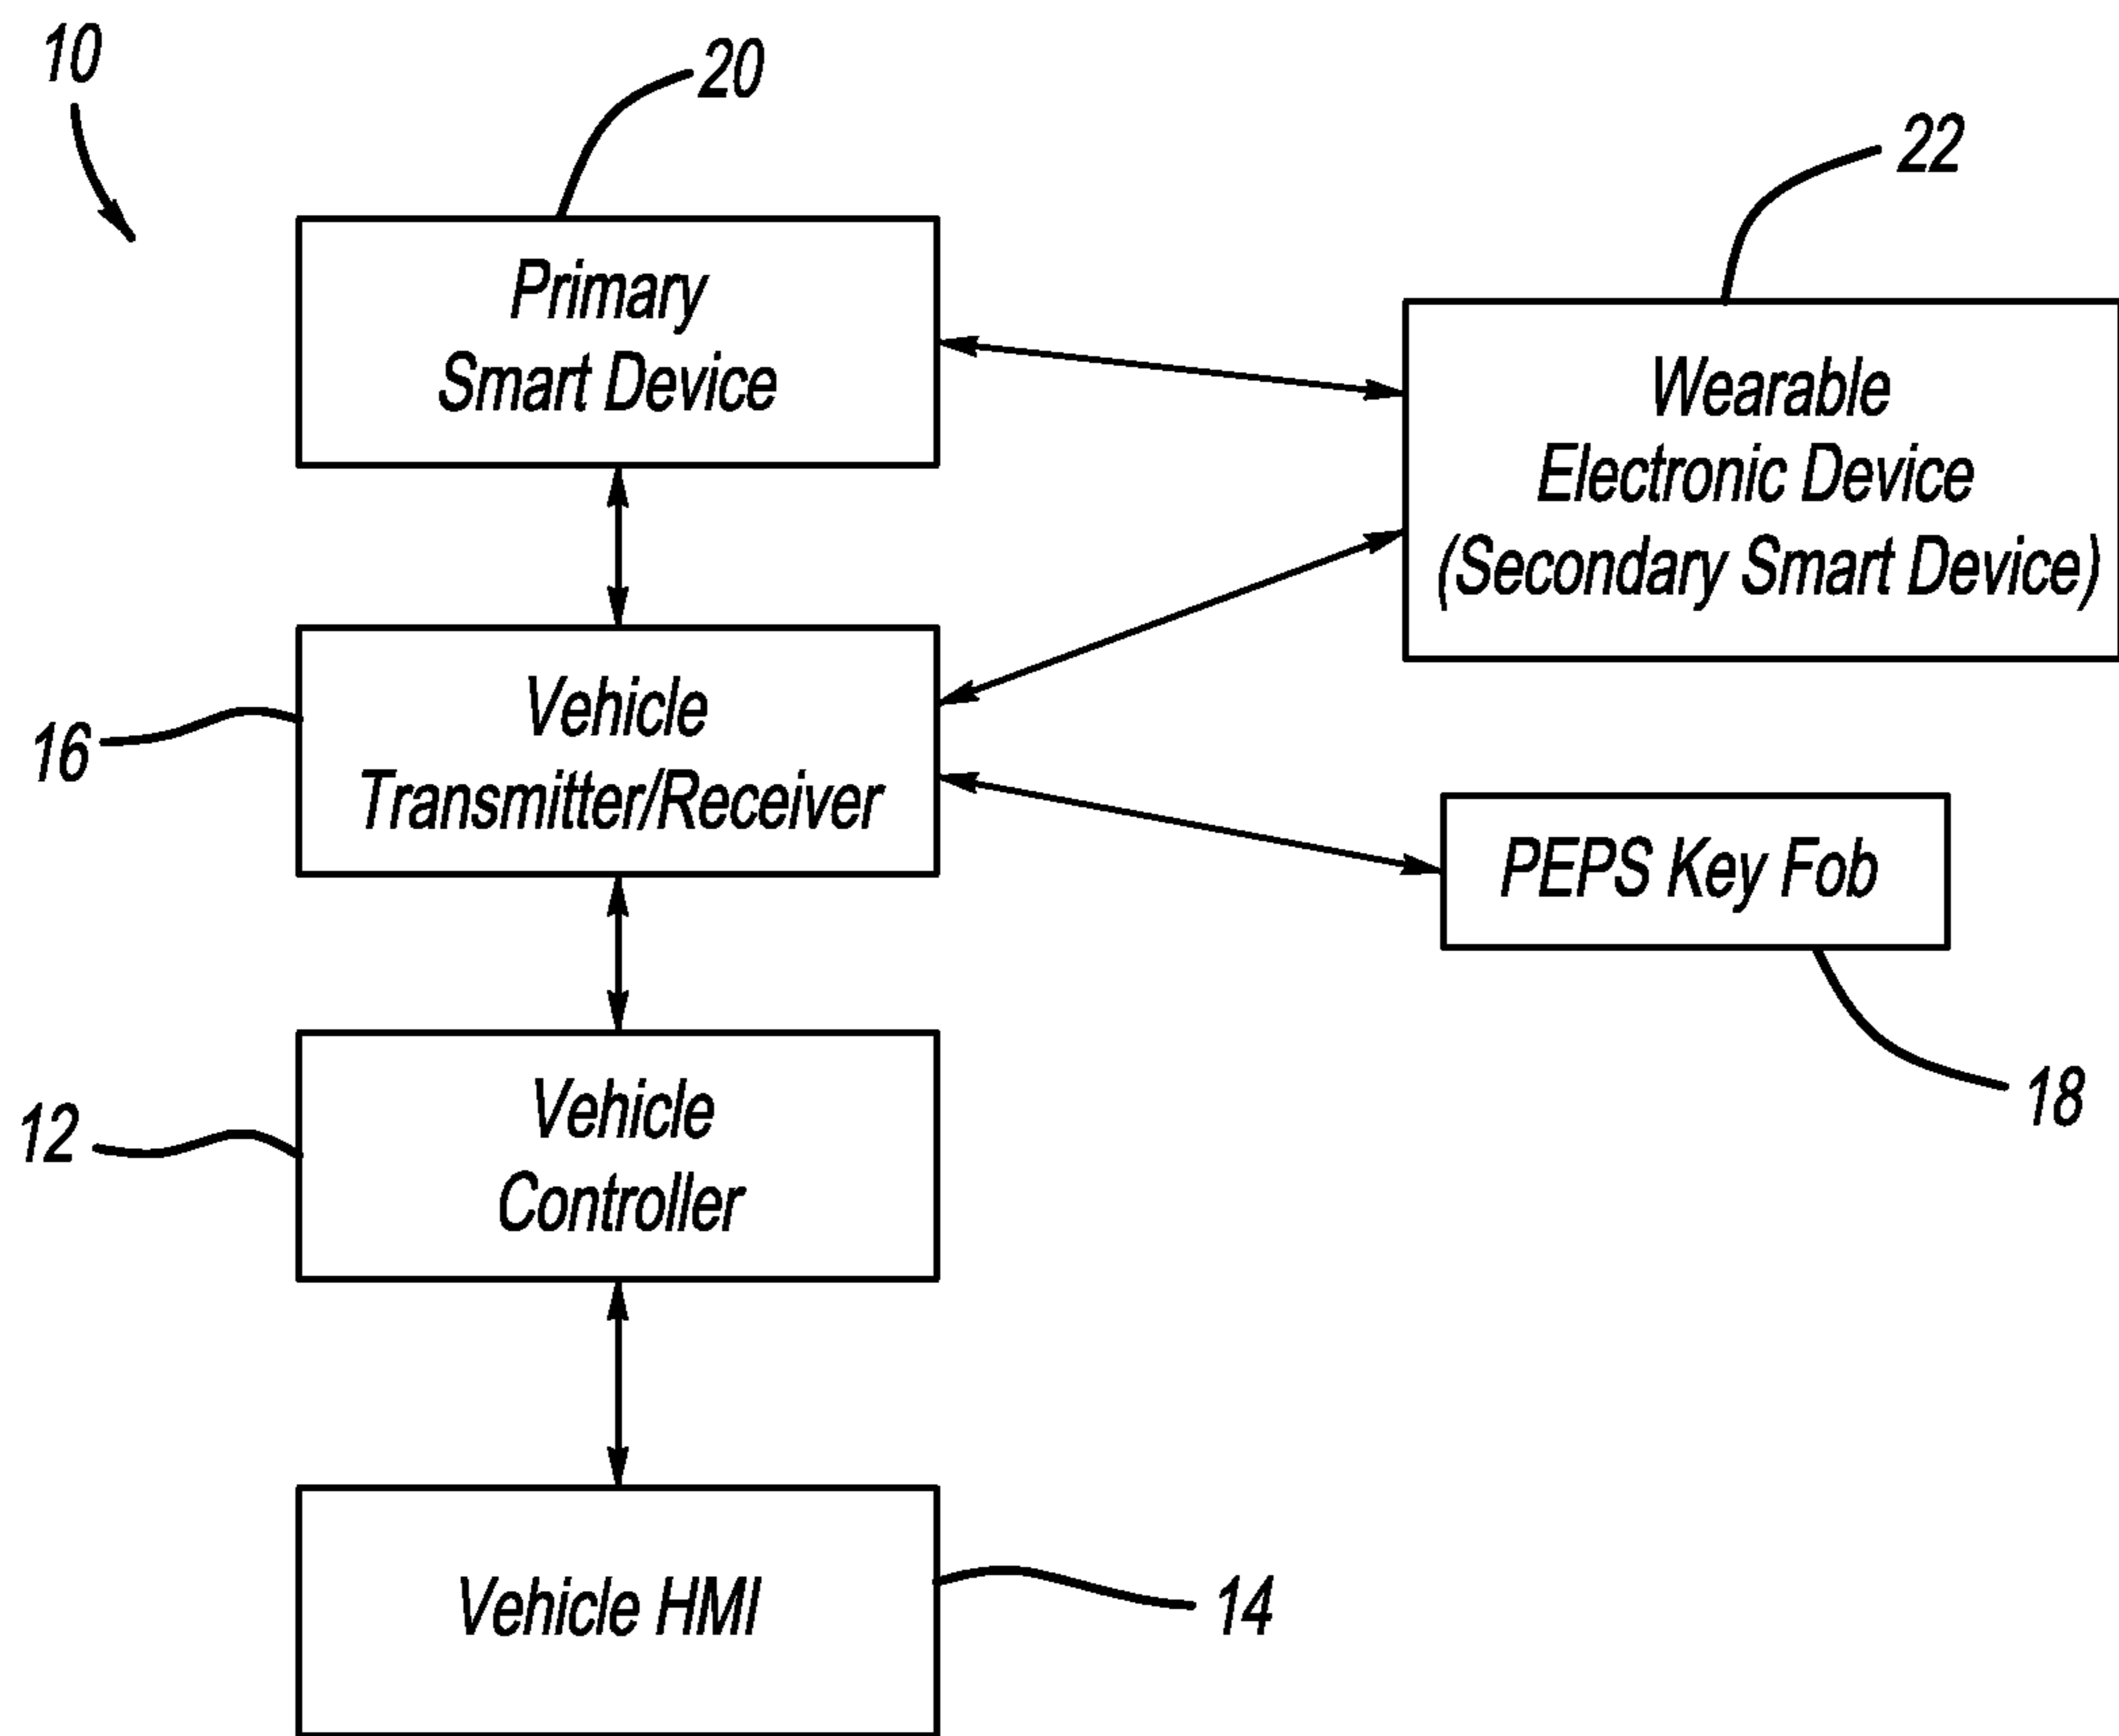 10
20
22
Primary
Smart Device
Wearable
Electronic Device
(Secondary Smart Device)
16
Vehicle
Transmitter/Receiver
PEPS Key Fob
18
12
Vehicle
Controller
Vehicle HMI
14